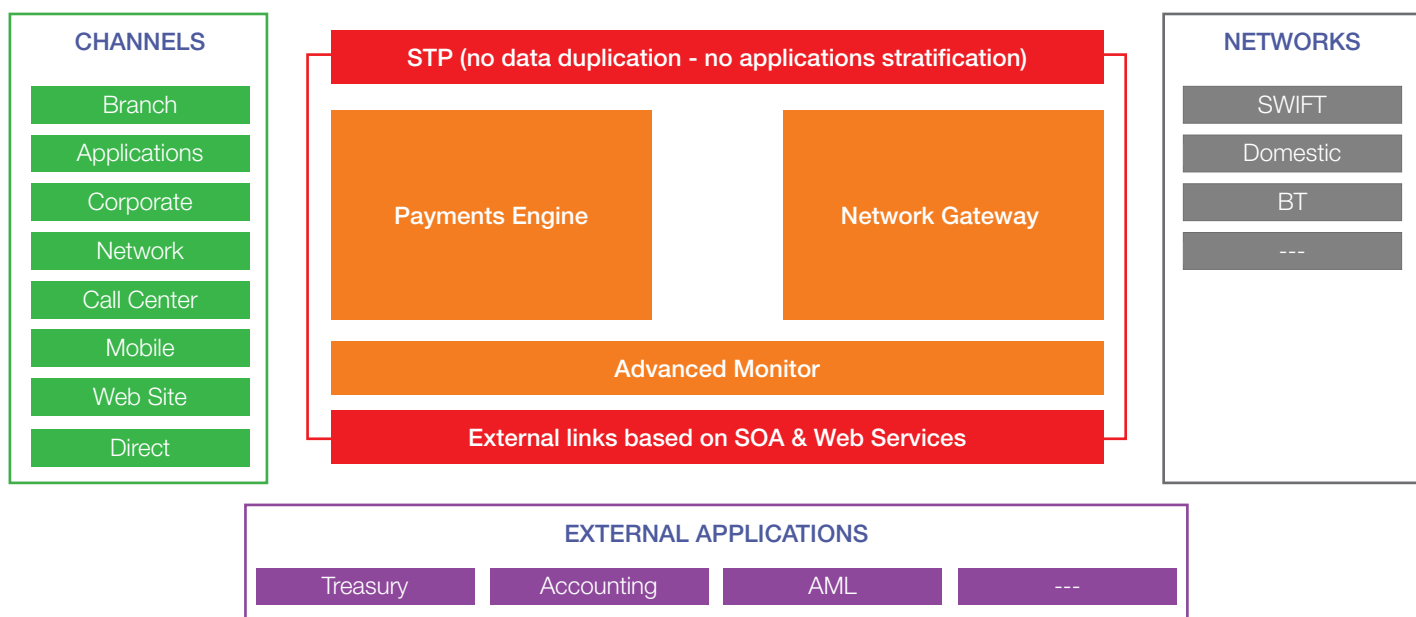 CHANNELS
Branch
Applications
Corporate
Network
Call Center
Mobile
Web Site
Direct
STP (no data duplication - no applications stratification)
Payments Engine
Network Gateway
Advanced Monitor
External links based on SOA & Web Services
NETWORKS
SWIFT
Domestic
BT
---
EXTERNAL APPLICATIONS
Treasury
Accounting
AML
---